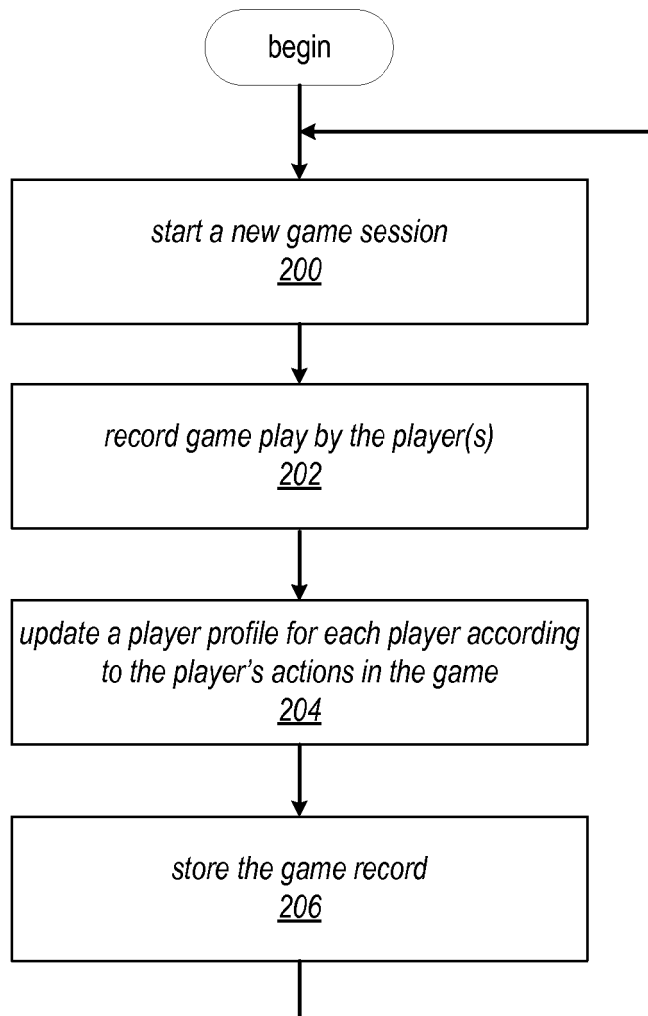 begin
start a new game session
200
record game play by the player(s)
202
update a player profile for each player according
to the player's actions in the game
204
store the game record
206